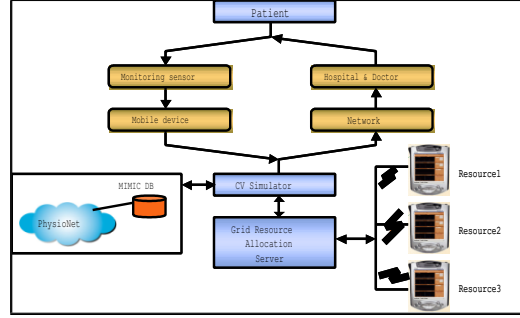 Patient
Monitoring sensor
Hospital & Doctor
Mobile device
Network
MIMIC DB
PhysioNet
CV Simulator
Grid Resource
Allocation
Server
Resource1
Resource2
Resource3